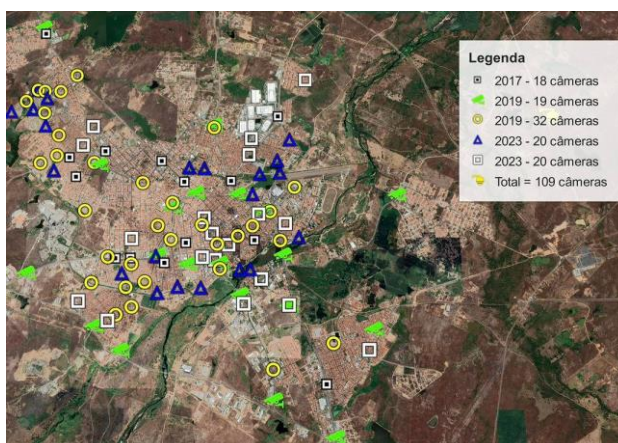 Legenda
2017 - 18 câmeras
2019 - 19 câmeras
2019 - 32 câmeras
2023 - 20 câmeras
2023 - 20 câmeras
Total = 109 câmeras